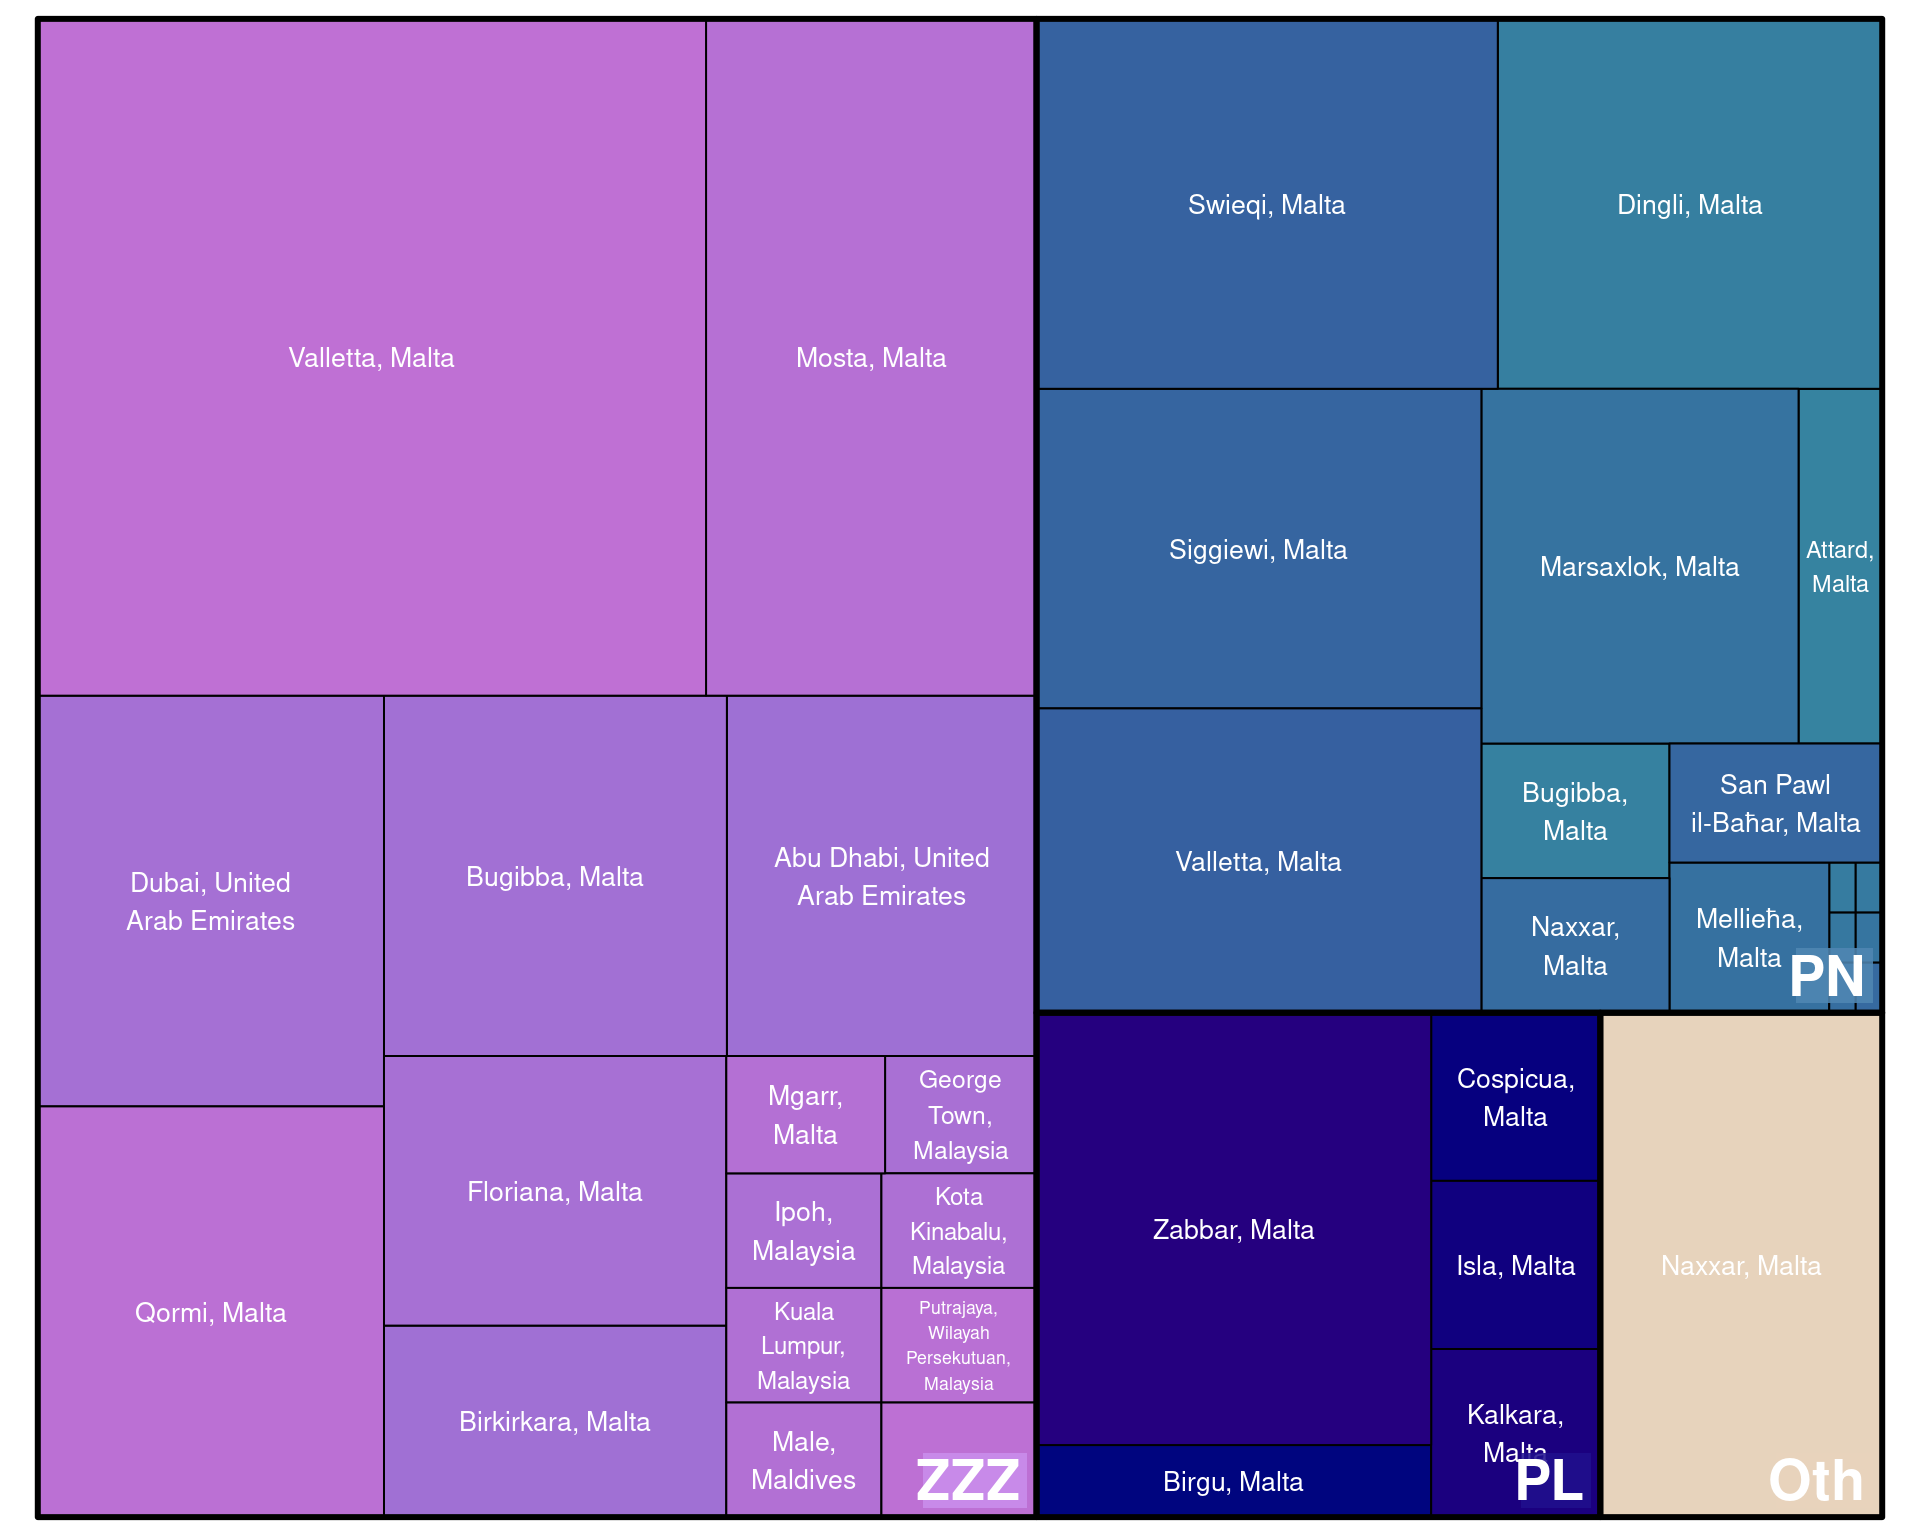 Valletta, Malta
Mosta, Malta
Dubai, United
Arab Emirates
Bugibba, Malta
Abu Dhabi, United
Arab Emirates
Qormi, Malta
Floriana, Malta
Birkirkara, Malta
Mgarr,
Malta
George
Town,
Malaysia
Ipoh,
Malaysia
Kota
Kinabalu,
Malaysia
Kuala
Lumpur,
Malaysia
Putrajaya,
Wilayah
Persekutuan,
Malaysia
Male,
Maldives
ZZZ
Swieqi, Malta
Dingli, Malta
Siggiewi, Malta
Marsaxlok, Malta
Attard,
Malta
Valletta, Malta
Bugibba,
Malta
San Pawl
il-Baħar, Malta
Naxxar,
Malta
Mellieħa,
Malta
PN
Zabbar, Malta
Cospicua,
Malta
Isla, Malta
Kalkara,
Malta
Birgu, Malta
PL
Naxxar, Malta
Oth